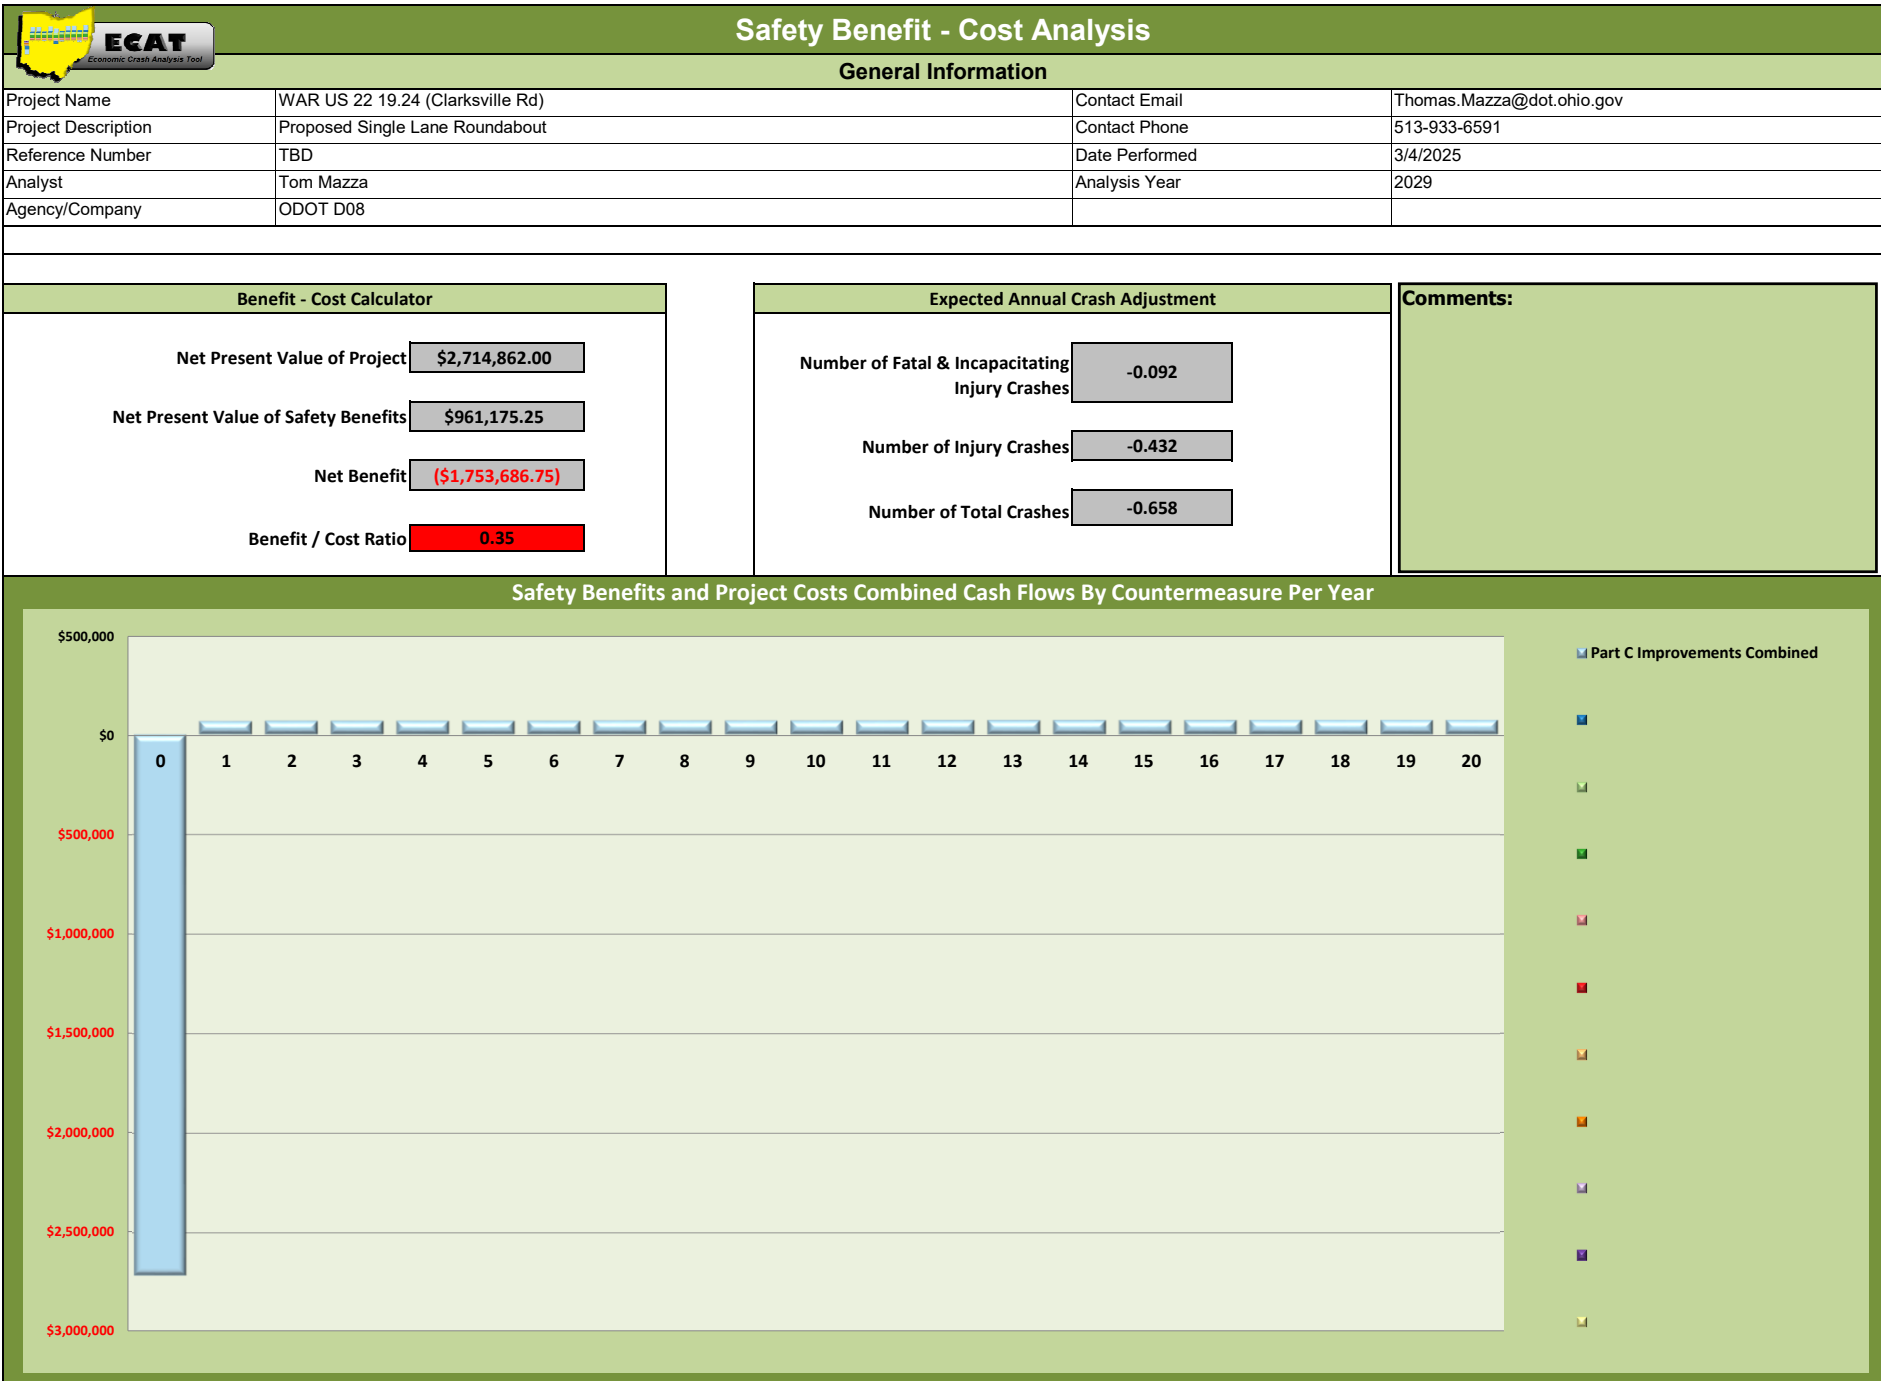 ECAT
Economic Crash Analysis Tool
Safety Benefit - Cost Analysis
General Information
Project Name WAR US 22 19.24 (Clarksville Rd) Contact Email Thomas.Mazza@dot.ohio.gov
Project Description Proposed Single Lane Roundabout Contact Phone 513-933-6591
Reference Number TBD Date Performed 3/4/2025
Analyst Tom Mazza Analysis Year 2029
Agency/Company ODOT D08
Benefit - Cost Calculator
Net Present Value of Project $2,714,862.00
Net Present Value of Safety Benefits $961,175.25
Net Benefit ($1,753,686.75)
Benefit / Cost Ratio 0.35
Expected Annual Crash Adjustment
Number of Fatal & Incapacitating
Injury Crashes -0.092
Number of Injury Crashes -0.432
Number of Total Crashes -0.658
Comments:
Safety Benefits and Project Costs Combined Cash Flows By Countermeasure Per Year
$500,000
$0
0 1 2 3 4 5 6 7 8 9 10 11 12 13 14 15 16 17 18 19 20
$500,000
$1,000,000
$1,500,000
$2,000,000
$2,500,000
$3,000,000
Part C Improvements Combined